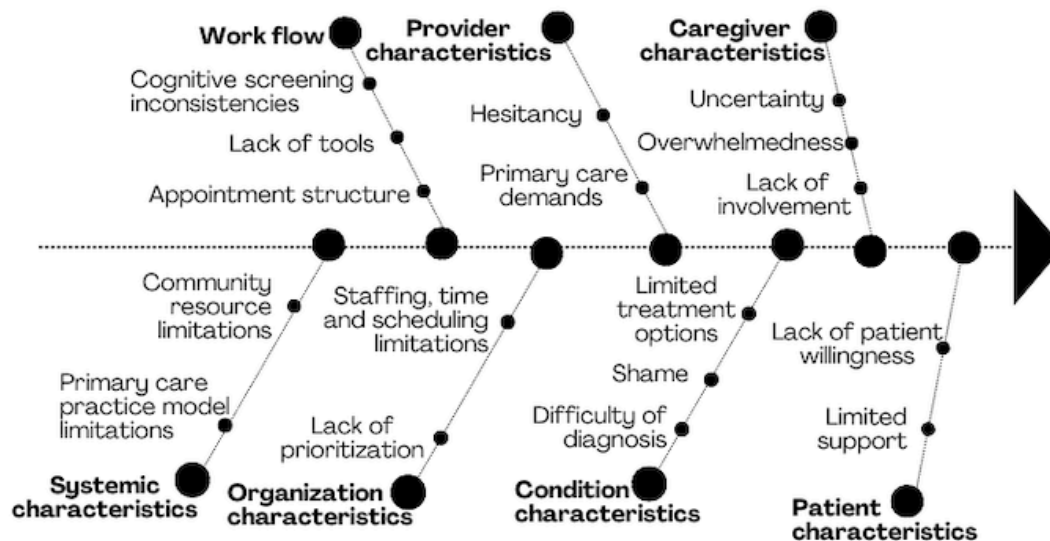 Work flow
Cognitive screening
inconsistencies
Lack of tools
Appointment structure
Provider
characteristics
Hesitancy
Primary care
demands
Caregiver
characteristics
Uncertainty
Overwhelmedness
Lack of
involvement
Community
resource
limitations
Primary care
practice model
limitations
Systemic
characteristics
Staffing, time
and scheduling
limitations
Lack of
prioritization
Organization
characteristics
Limited
treatment
options
Shame
Difficulty of
diagnosis
Condition
characteristics
Lack of patient
willingness
Limited
support
Patient
characteristics